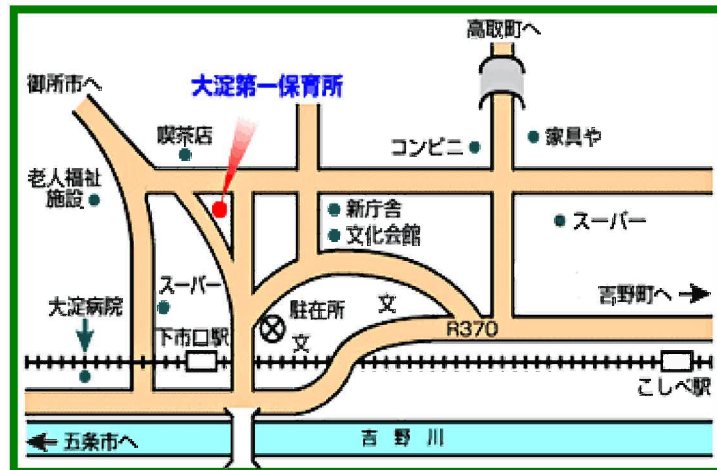 高取町へ
御所市へ
大淀第一保育所
喫茶店
コンビニ
家具や
老人福祉
施設
新庁舎
文化会館
スーパー
スーパー
吉野町へ
大淀病院
駐在所
文
下市口駅
文
R370
こしべ駅
五条市へ
吉野川